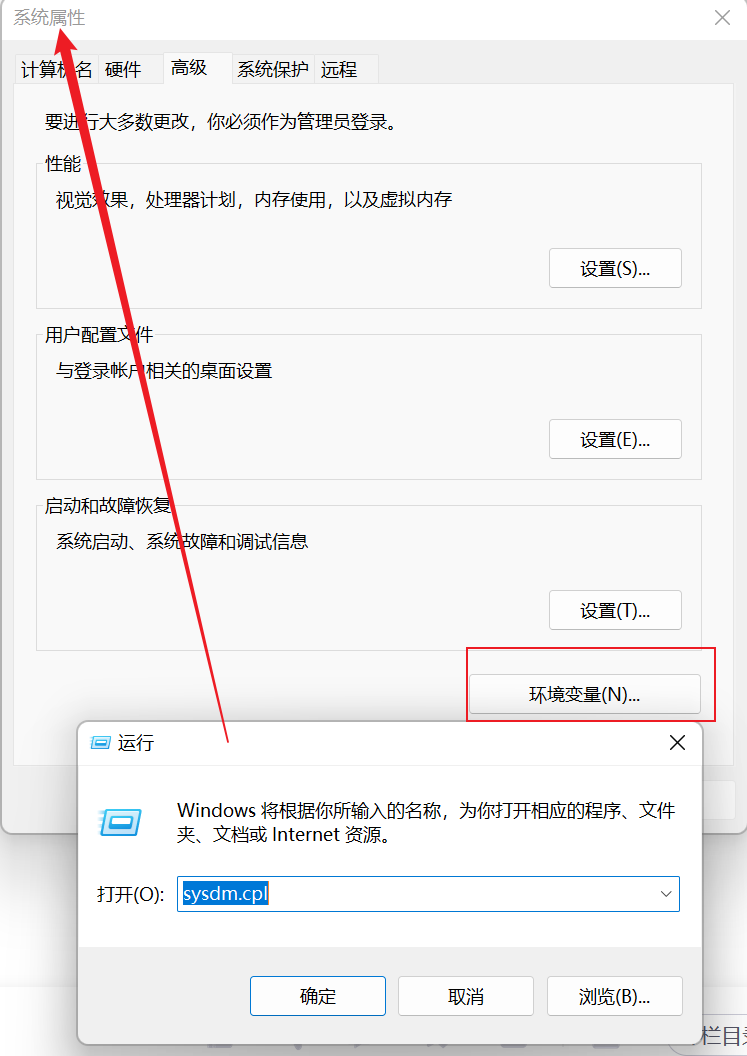 系统属性
计算机名 硬件 高级 系统保护 远程
要进行大多数更改，你必须作为管理员登录。
性能
视觉效果，处理器计划，内存使用，以及虚拟内存
设置(S)...
用户配置文件
与登录帐户相关的桌面设置
设置(E)...
启动和故障恢复
系统启动、系统故障和调试信息
设置(T)...
环境变量(N)...
运行
Windows 将根据你所输入的名称，为你打开相应的程序、文件
夹、文档或 Internet 资源。
打开(O):
sysdm.cpl
确定 取消 浏览(B)...
栏目